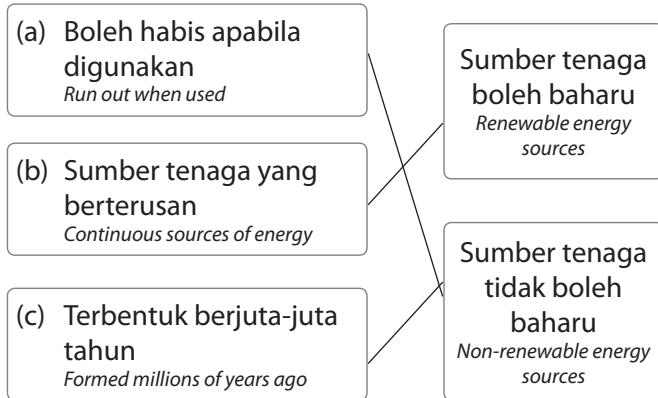 (a) Boleh habis apabila
digunakan
Run out when used
(b) Sumber tenaga yang
berterusan
Continuous sources of energy
(c) Terbentuk berjuta-juta
tahun
Formed millions of years ago
Sumber tenaga
boleh baharu
Renewable energy
sources
Sumber tenaga
tidak boleh
baharu
Non-renewable energy
sources